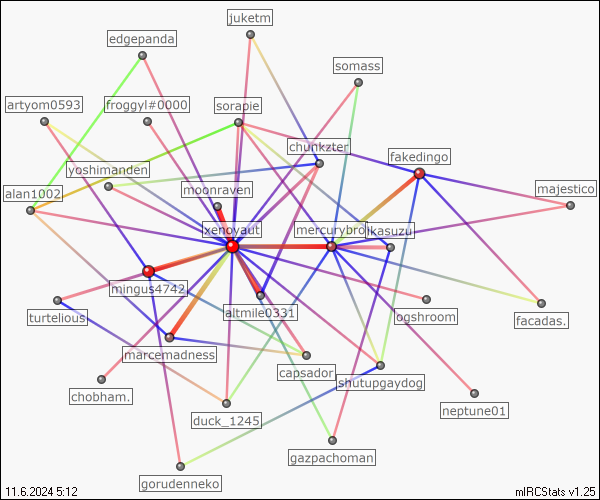 juketm
edgepanda
somass
artyom0593
froggyl#0000
sorapie
chunkzter
fakedingo
yoshimanden
moonraven
majestico
alan1002
xenovaut
mercurybro
ikasuzu
mingus4742
altmile0331
turtelious
ogshroom
facadas.
marcemadness
capsador
shutupgaydog
chobham.
duck_1245
neptune01
gazpachoman
gorudenneko
11.6.2024 5:12
mIRCStats v1.25